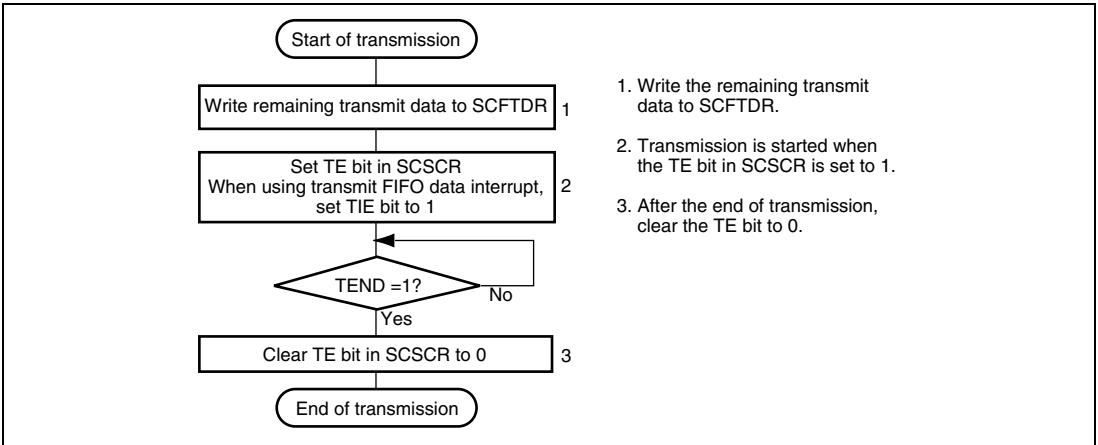 Start of transmission
Write remaining transmit data to SCFTDR
1
Set TE bit in SCSCR
When using transmit FIFO data interrupt,
set TIE bit to 1
2
TEND =1?
No
Yes
Clear TE bit in SCSCR to 0
3
End of transmission
1. Write the remaining transmit
data to SCFTDR.
2. Transmission is started when
the TE bit in SCSCR is set to 1.
3. After the end of transmission,
clear the TE bit to 0.